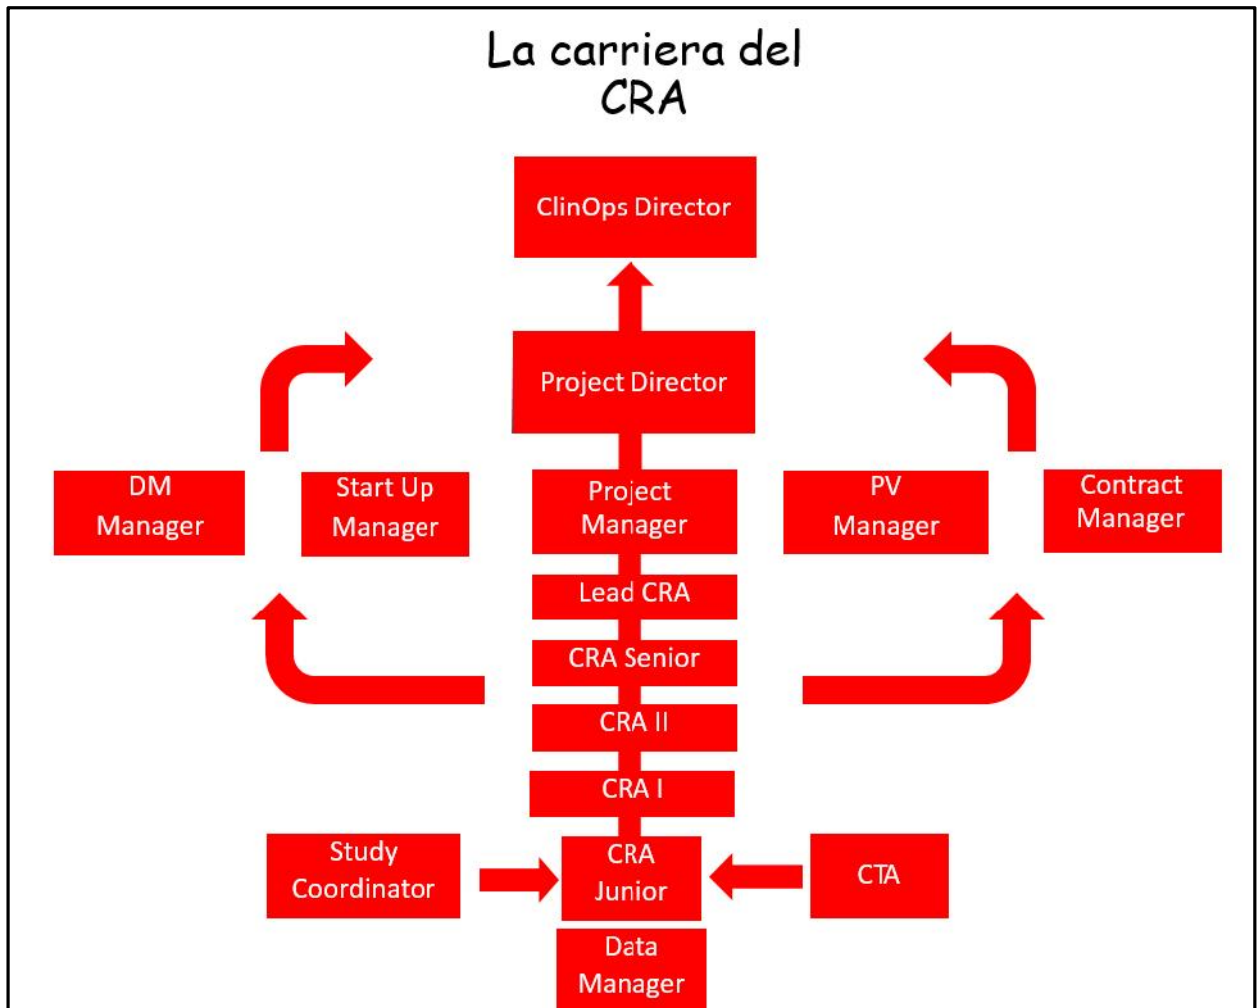 La carriera del
CRA
ClinOps Director
Project Director
DM
Manager
Start Up
Manager
Project
Manager
PV
Manager
Contract
Manager
Lead CRA
CRA Senior
CRA II
CRA I
Study
Coordinator
CRA
Junior
CTA
Data
Manager